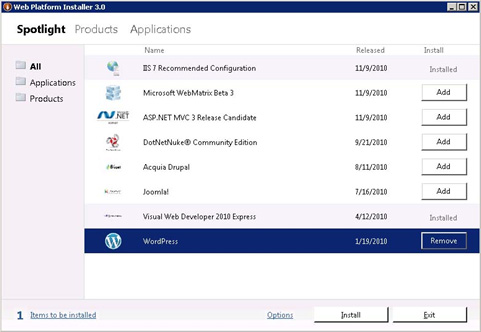 Web Platform Installer 3.0
Spotlight Products Applications
Name Released Install
All
Applications
Products
IIS 7 Recommended Configuration 11/9/2010 Installed
Microsoft WebMatrix Beta 3 11/9/2010 Add
ASP.NET MVC 3 Release Candidate 11/9/2010 Add
DotNetNuke® Community Edition 9/21/2010 Add
Acquia Drupal 8/11/2010 Add
Joomla! 7/16/2010 Add
Visual Web Developer 2010 Express 4/12/2010 Installed
WordPress 1/19/2010 Remove
1 Items to be installed Options Install Exit